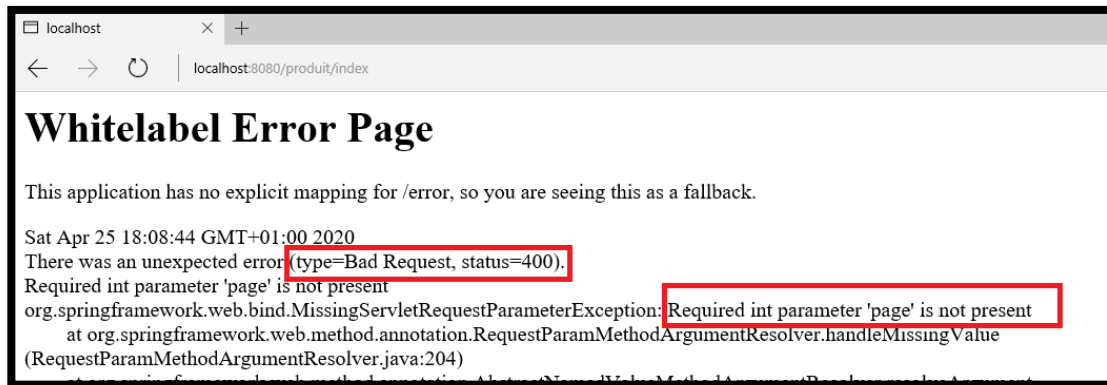 localhost
localhost:8080/produit/index
Whitelabel Error Page
This application has no explicit mapping for /error, so you are seeing this as a fallback.
Sat Apr 25 18:08:44 GMT+01:00 2020
There was an unexpected error (type=Bad Request, status=400).
Required int parameter 'page' is not present
org.springframework.web.bind.MissingServletRequestParameterException: Required int parameter 'page' is not present
at org.springframework.web.method.annotation.RequestParamMethodArgumentResolver.handleMissingValue
(RequestParamMethodArgumentResolver.java:204)